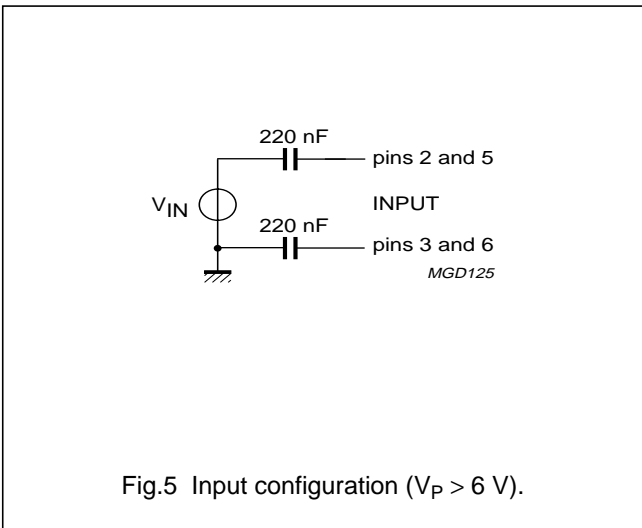 220 nF
pins 2 and 5
VIN
INPUT
220 nF
pins 3 and 6
MGD125
Fig.5 Input configuration (VP > 6 V).